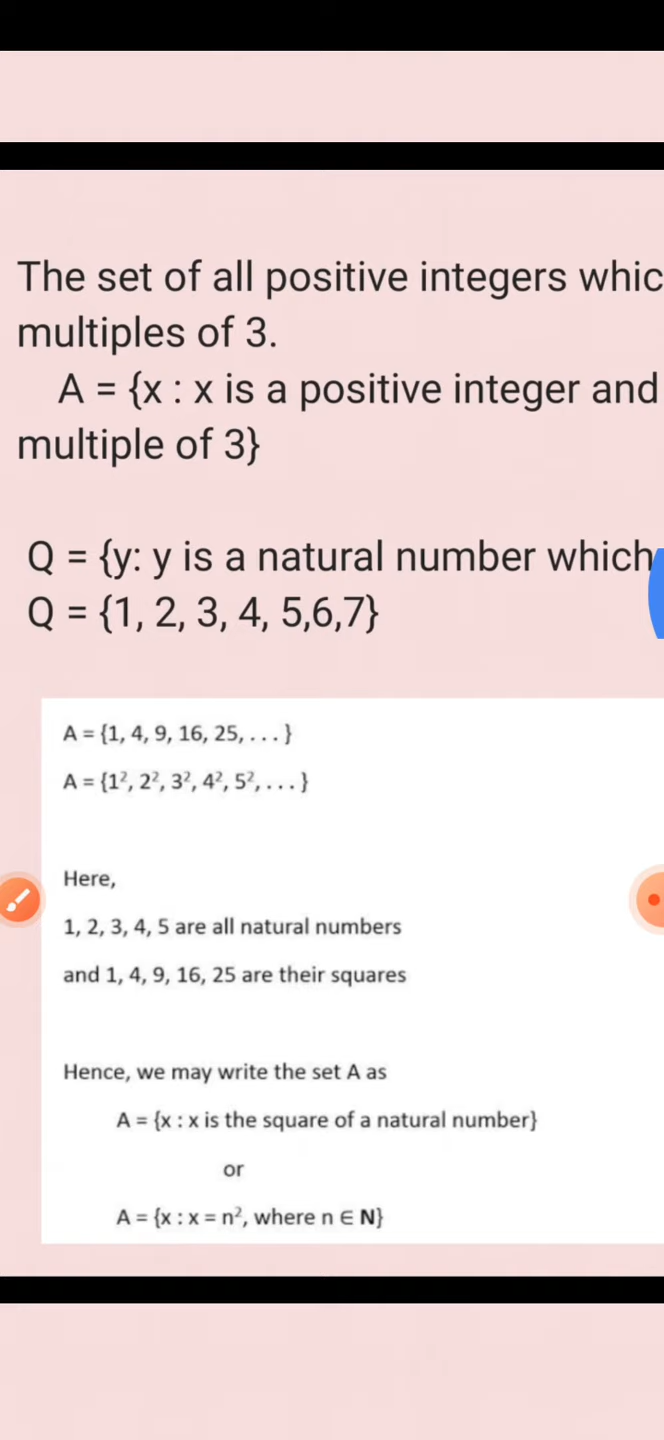 The set of all positive integers whic
multiples of 3.
A = {x : x is a positive integer and
multiple of 3}
Q = {y: y is a natural number which
Q = {1, 2, 3, 4, 5,6,7}
A = {1, 4, 9, 16, 25, . . . }
A = {1², 2², 3², 4², 5², . . . }
Here,
1, 2, 3, 4, 5 are all natural numbers
and 1, 4, 9, 16, 25 are their squares
Hence, we may write the set A as
A = {x : x is the square of a natural number}
or
A = {x : x = n², where n ∈ N}